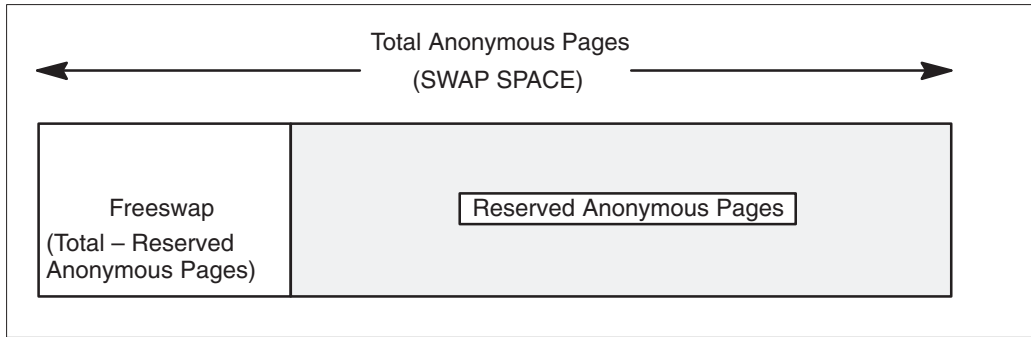 Total Anonymous Pages
(SWAP SPACE)
Freeswap
(Total – Reserved
Anonymous Pages)
Reserved Anonymous Pages